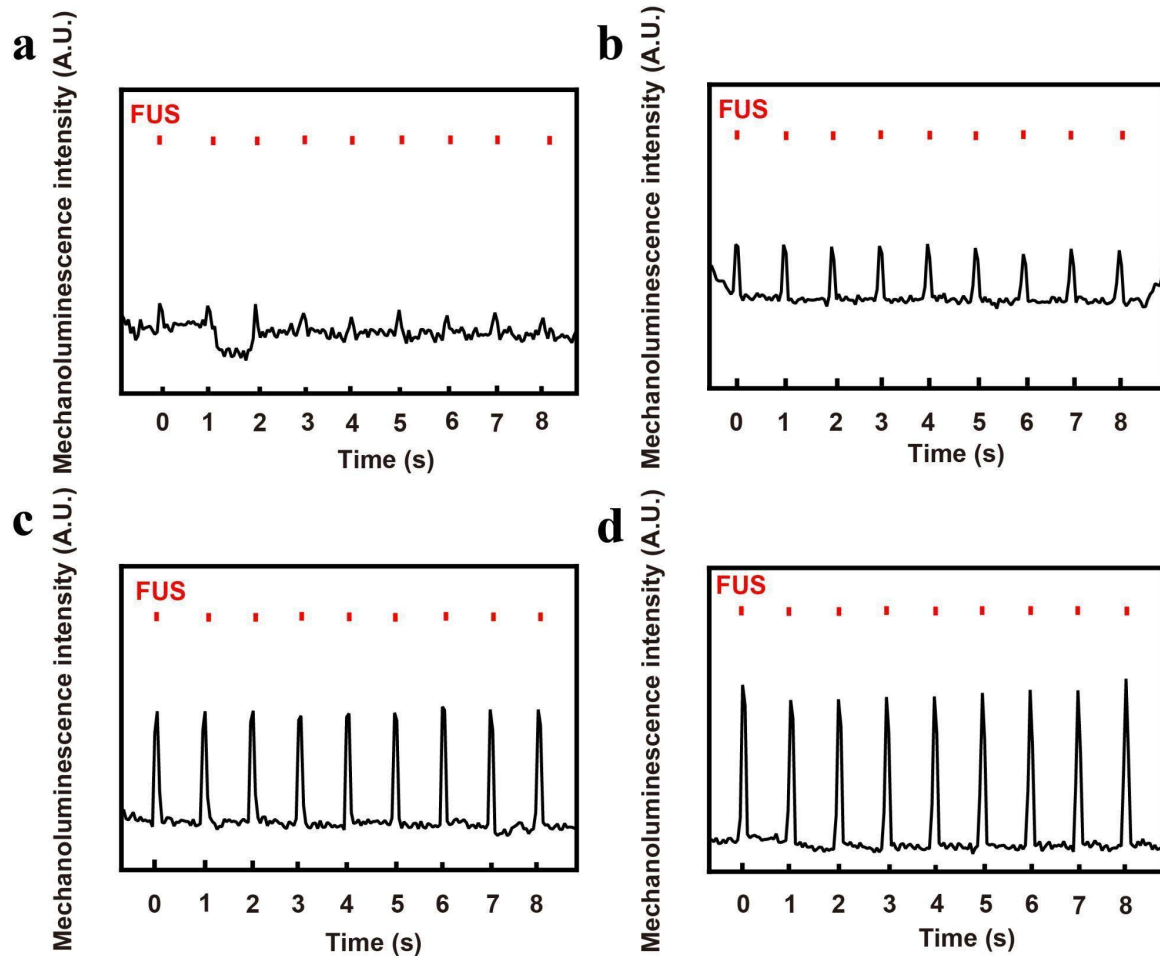 a
Mechanoluminescence intensity (A.U.)
FUS
0 1 2 3 4 5 6 7 8
Time (s)
b
Mechanoluminescence intensity (A.U.)
FUS
0 1 2 3 4 5 6 7 8
Time (s)
c
Mechanoluminescence intensity (A.U.)
FUS
0 1 2 3 4 5 6 7 8
Time (s)
d
Mechanoluminescence intensity (A.U.)
FUS
0 1 2 3 4 5 6 7 8
Time (s)